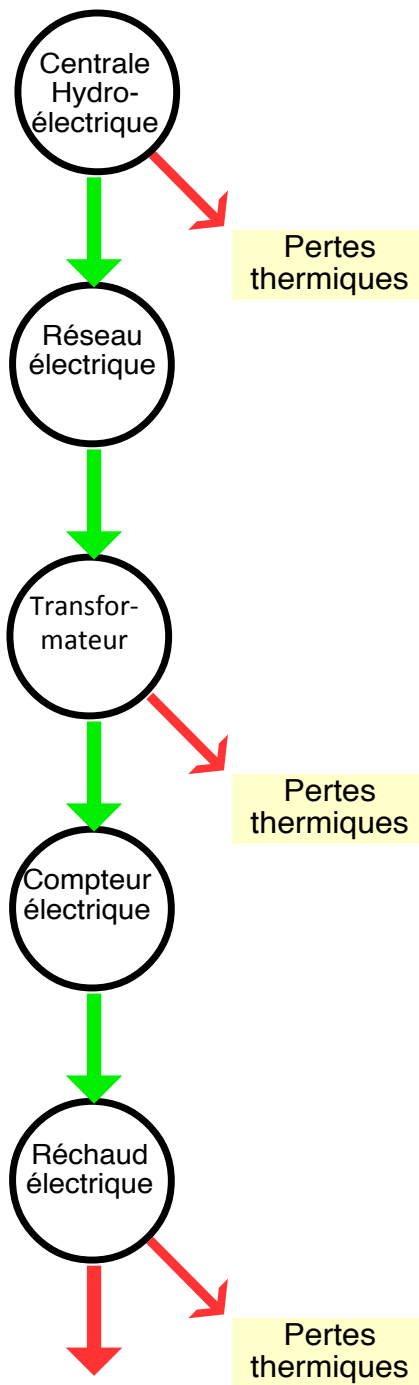 Centrale
Hydro-
électrique
Pertes
thermiques
Réseau
électrique
Transfor-
mateur
Pertes
thermiques
Compteur
électrique
Réchaud
électrique
Pertes
thermiques